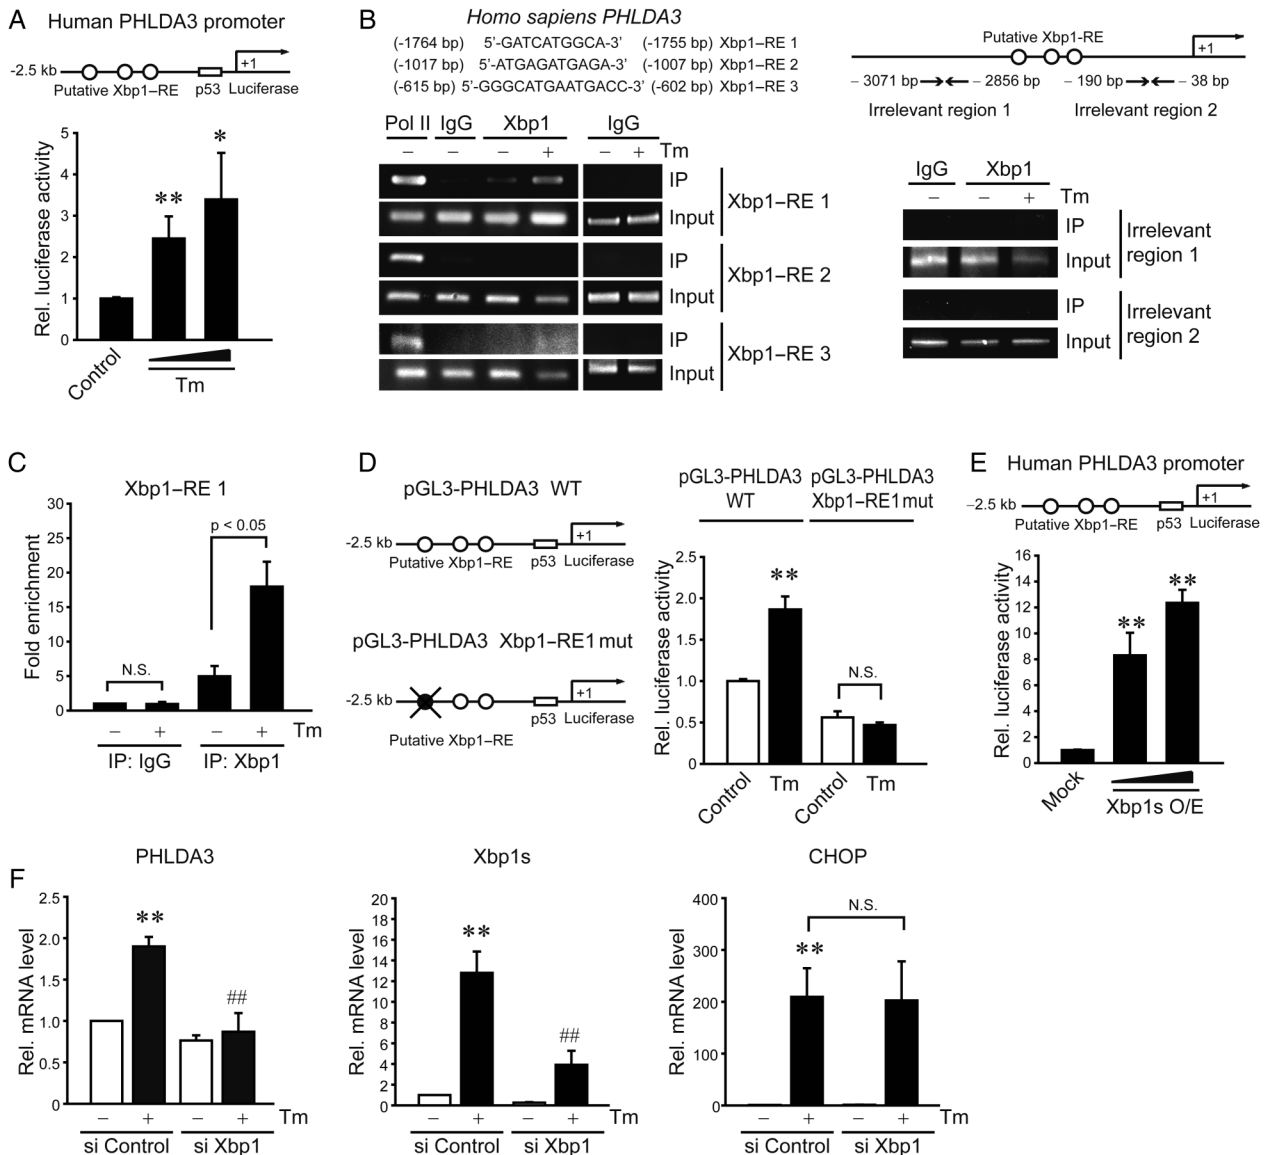 A
Human PHLDA3 promoter
-2.5 kb
+1
Putative Xbp1–RE
p53
Luciferase
Rel. luciferase activity
5
4
3
2
1
0
**
*
Control
Tm
B
Homo sapiens PHLDA3
(-1764 bp) 5'-GATCATGGCA-3' (-1755 bp) Xbp1–RE 1
(-1017 bp) 5'-ATGAGATGAGA-3' (-1007 bp) Xbp1–RE 2
(-615 bp) 5'-GGGCATGAATGACC-3' (-602 bp) Xbp1–RE 3
Pol II IgG Xbp1 IgG
– – – + – + Tm
IP
Input
Xbp1–RE 1
IP
Input
Xbp1–RE 2
IP
Input
Xbp1–RE 3
Putative Xbp1-RE
+1
– 3071 bp – 2856 bp – 190 bp – 38 bp
Irrelevant region 1 Irrelevant region 2
IgG Xbp1
– – + Tm
IP
Input
Irrelevant
region 1
IP
Input
Irrelevant
region 2
C
Xbp1–RE 1
Fold enrichment
30
25
20
15
10
5
0
p < 0.05
N.S.
– + – + Tm
IP: IgG IP: Xbp1
D
pGL3-PHLDA3 WT
-2.5 kb
+1
Putative Xbp1–RE
p53
Luciferase
pGL3-PHLDA3 Xbp1–RE1 mut
-2.5 kb
+1
p53
Luciferase
Putative Xbp1–RE
pGL3-PHLDA3
WT
pGL3-PHLDA3
Xbp1–RE1 mut
Rel. luciferase activity
2.5
2.0
1.5
1.0
0.5
0
**
N.S.
Control
Tm
Control
Tm
E
Human PHLDA3 promoter
–2.5 kb
+1
Putative Xbp1–RE
p53
Luciferase
Rel. luciferase activity
16
14
12
10
8
6
4
2
0
**
**
Mock
Xbp1s O/E
F
PHLDA3
Rel. mRNA level
2.5
2.0
1.5
1.0
0.5
0
**
##
– + – + Tm
si Control si Xbp1
Xbp1s
Rel. mRNA level
20
18
16
14
12
10
8
6
4
2
0
**
##
– + – + Tm
si Control si Xbp1
CHOP
Rel. mRNA level
400
300
200
100
0
N.S.
**
– + – + Tm
si Control si Xbp1